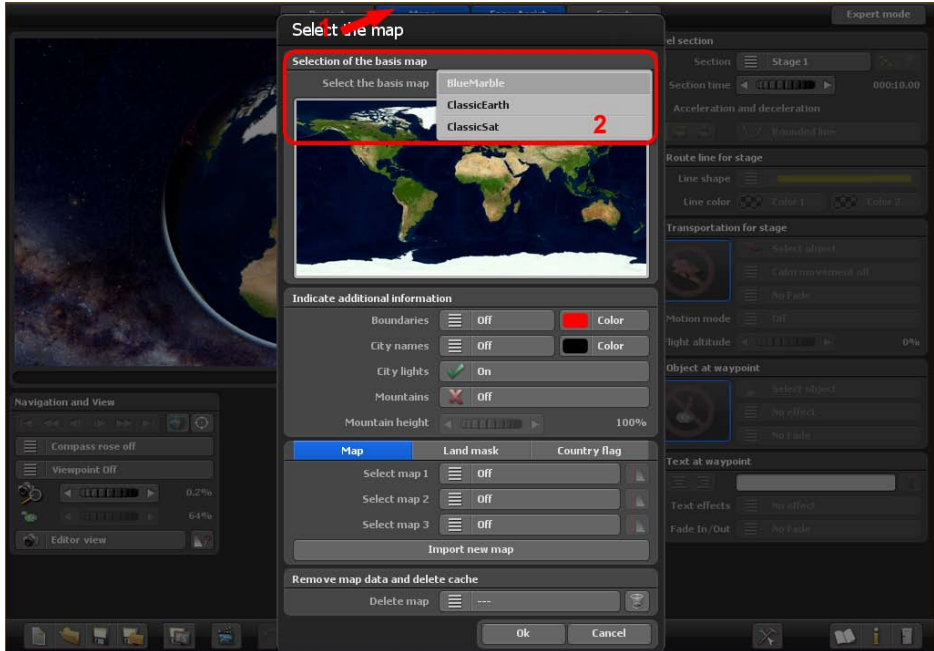 Expert mode
1
Select the map
Selection of the basis map
Select the basis map
BlueMarble
ClassicEarth
ClassicSat
2
Indicate additional information
Boundaries Off Color
City names Off Color
City lights On
Mountains Off
Mountain height 100%
Map Land mask Country flag
Select map 1 Off
Select map 2 Off
Select map 3 Off
Import new map
Remove map data and delete cache
Delete map ---
Ok Cancel
Navigation and View
Compass rose off
Viewpoint Off
0.2%
64%
Editor view
el section
Section Stage 1
Section time 000:10.00
Acceleration and deceleration
Rounded line
Route line for stage
Line shape
Line color Color 1 Color 2
Transportation for stage
Select object
Calm movement off
No Fade
Motion mode Off
light altitude 0%
Object at waypoint
Select object
No effect
No Fade
Text at waypoint
Text effects No effect
Fade In/Out No Fade